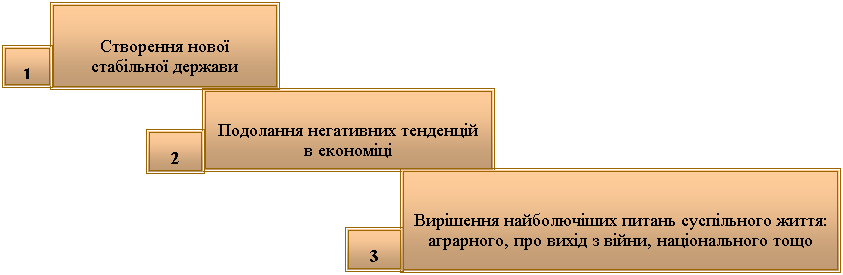 1
Створення нової
стабільної держави
2
Подолання негативних тенденцій
в економіці
3
Вирішення найболючіших питань суспільного життя:
аграрного, про вихід з війни, національного тощо